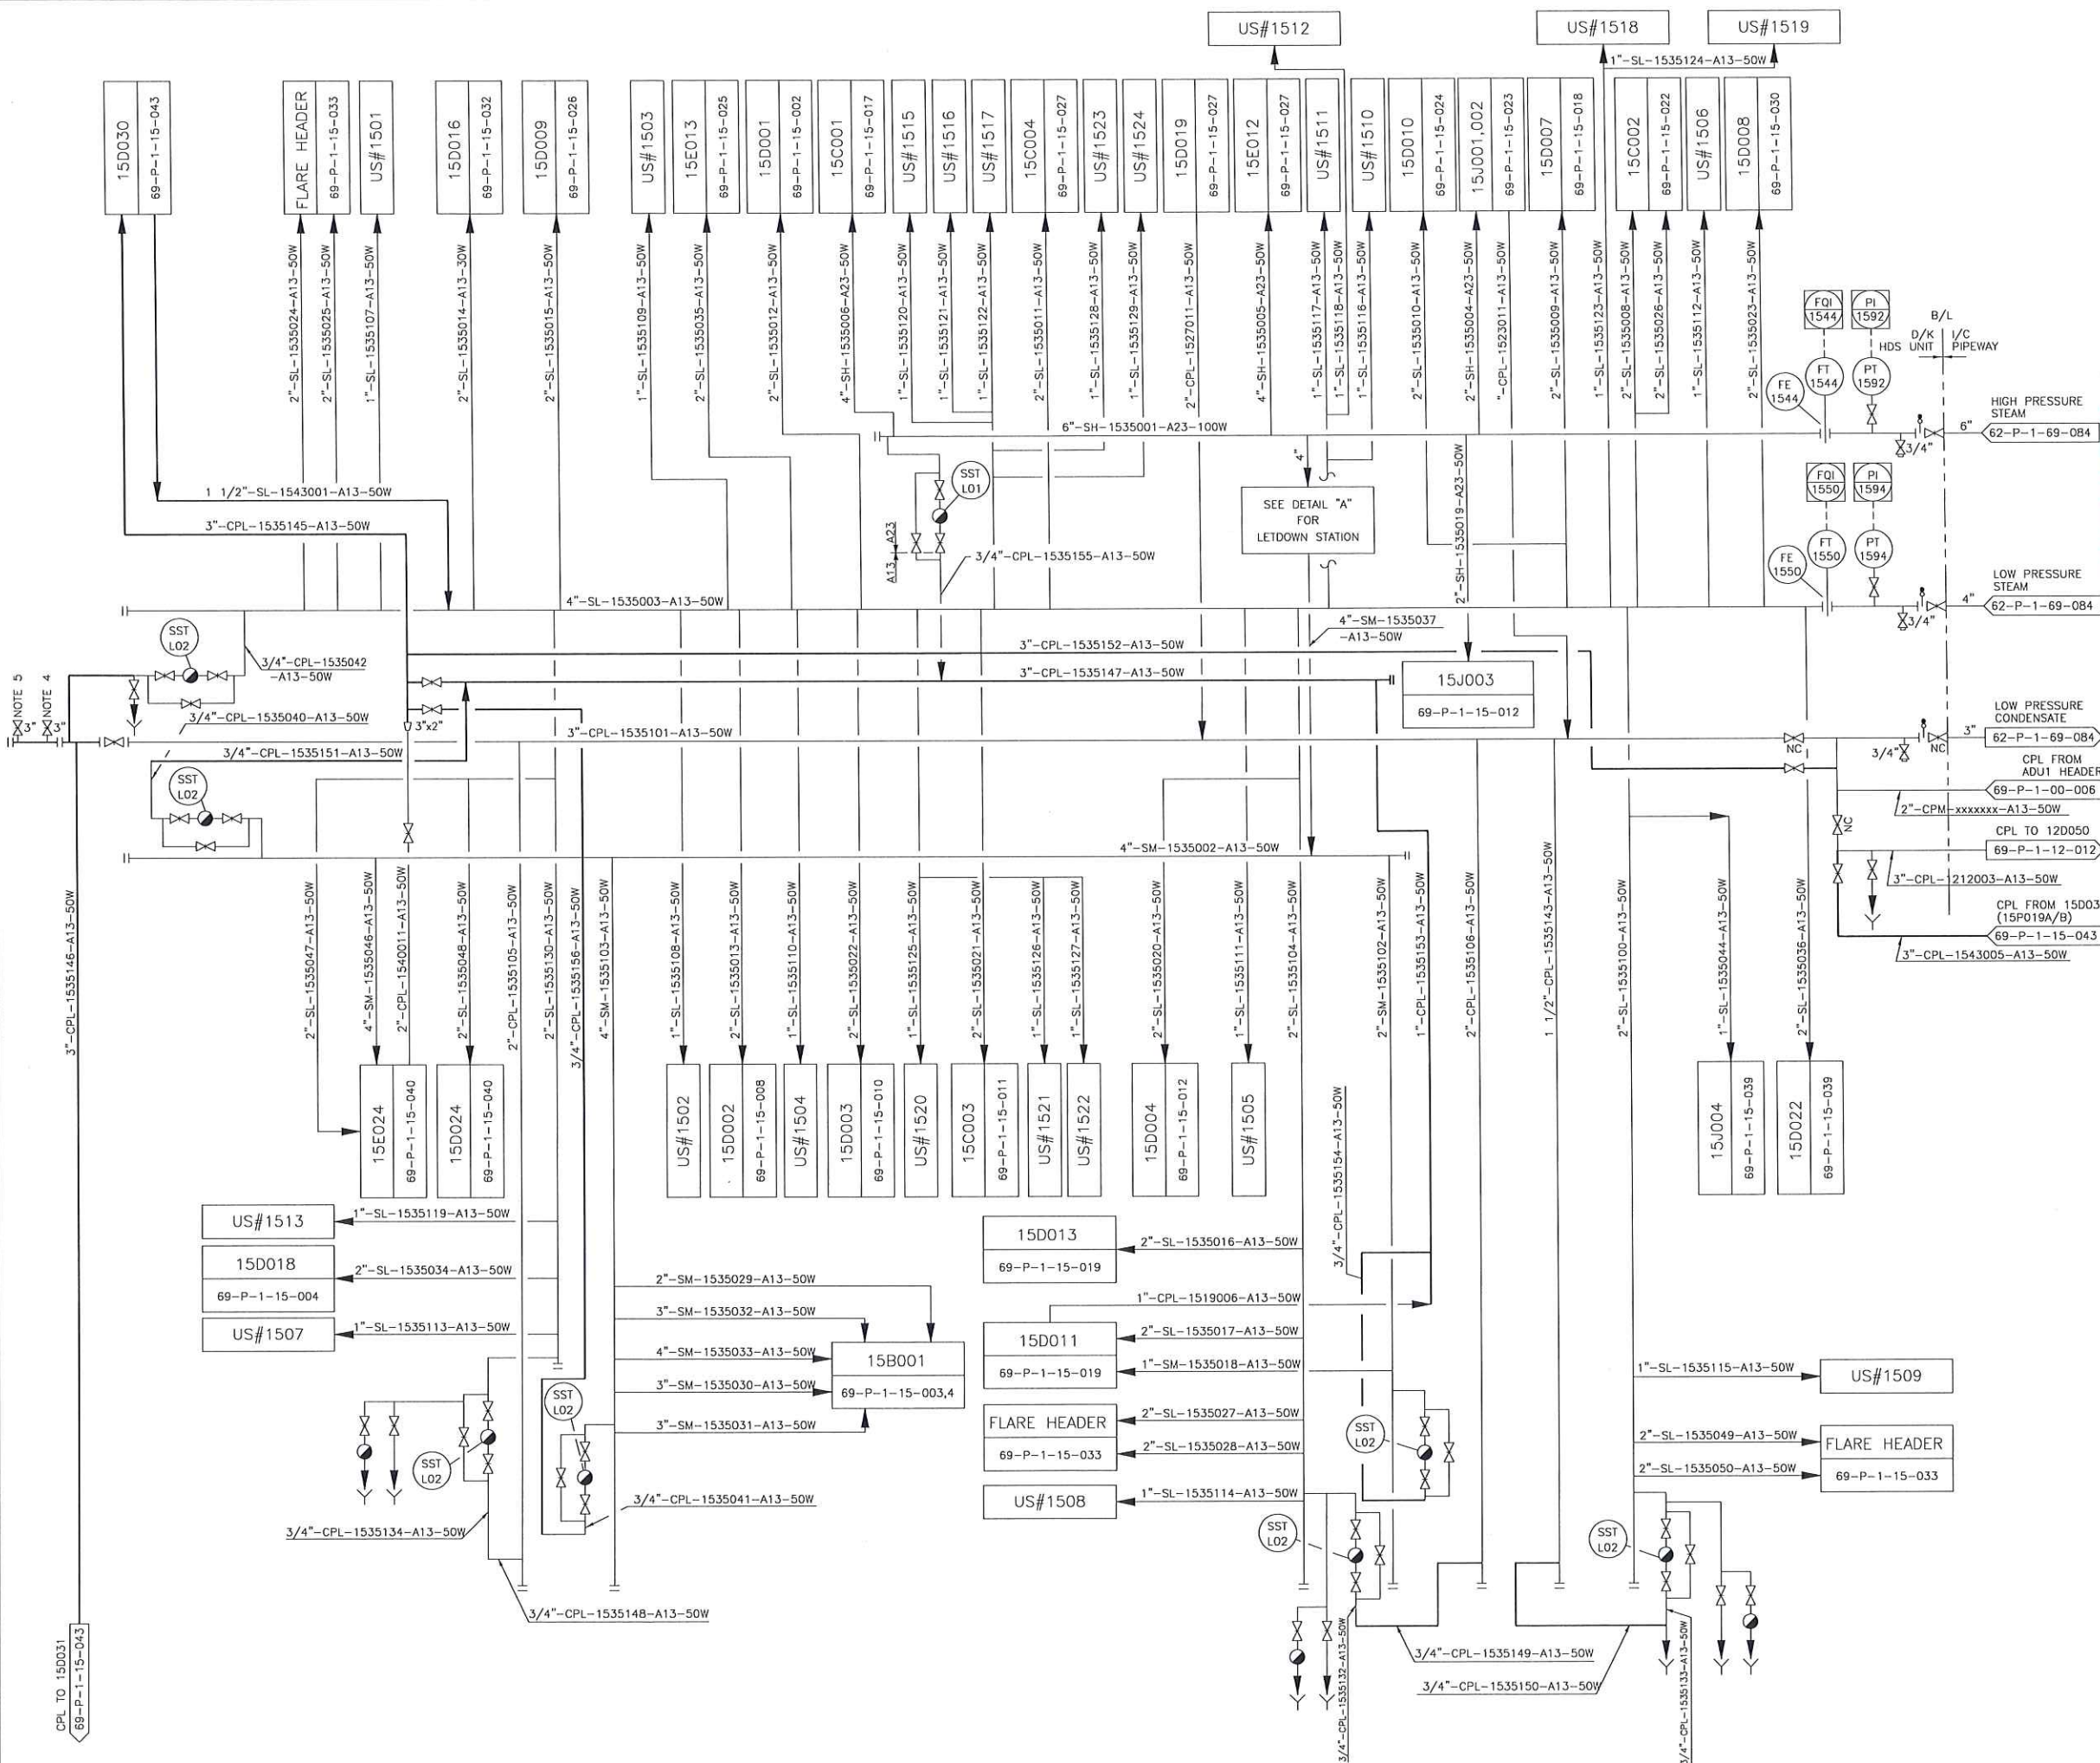 US#1512
US#1518
US#1519
1"-SL-1535124-A13-50W
15D030
69-P-1-15-043
FLARE HEADER
69-P-1-15-033
US#1501
15D016
69-P-1-15-032
15D009
69-P-1-15-026
US#1503
15E013
69-P-1-15-025
15D001
69-P-1-15-002
15C001
69-P-1-15-017
US#1515
US#1516
US#1517
15C004
69-P-1-15-027
US#1523
US#1524
15D019
69-P-1-15-027
15E012
69-P-1-15-027
US#1511
US#1510
15D010
69-P-1-15-024
15J001,002
69-P-1-15-023
15D007
69-P-1-15-018
15C002
69-P-1-15-022
US#1506
15D008
69-P-1-15-030
2"-SL-1535024-A13-50W
2"-SL-1535025-A13-50W
1"-SL-1535107-A13-50W
2"-SL-1535014-A13-30W
2"-SL-1535015-A13-50W
1"-SL-1535109-A13-50W
2"-SL-1535035-A13-50W
2"-SL-1535012-A13-50W
4"-SH-1535006-A23-50W
1"-SL-1535120-A13-50W
1"-SL-1535121-A13-50W
1"-SL-1535122-A13-50W
2"-SL-1535011-A13-50W
1"-SL-1535128-A13-50W
1"-SL-1535129-A13-50W
2"-CPL-1527011-A13-50W
4"-SH-1535005-A23-50W
1"-SL-1535117-A13-50W
1"-SL-1535118-A13-50W
1"-SL-1535116-A13-50W
2"-SL-1535010-A13-50W
2"-SH-1535004-A23-50W
"-CPL-1523011-A13-50W
2"-SL-1535009-A13-50W
1"-SL-1535123-A13-50W
2"-SL-1535008-A13-50W
2"-SL-1535026-A13-50W
1"-SL-1535112-A13-50W
2"-SL-1535023-A13-50W
FQI
1544
PI
1592
B/L
D/K
HDS UNIT
I/C
PIPEWAY
FT
1544
PT
1592
FE
1544
HIGH PRESSURE
STEAM
6"
62-P-1-69-084
3/4"
6"-SH-1535001-A23-100W
4"
SST
L01
SEE DETAIL "A"
FOR
LETDOWN STATION
2"-SH-1535019-A23-50W
FQI
1550
PI
1594
FT
1550
PT
1594
FE
1550
LOW PRESSURE
STEAM
4"
62-P-1-69-084
3/4"
1 1/2"-SL-1543001-A13-50W
3"-CPL-1535145-A13-50W
A13
A23
3/4"-CPL-1535155-A13-50W
4"-SL-1535003-A13-50W
4"-SM-1535037
-A13-50W
SST
L02
3/4"-CPL-1535042
-A13-50W
3"-CPL-1535152-A13-50W
3"-CPL-1535147-A13-50W
15J003
69-P-1-15-012
NOTE 5
NOTE 4
3"
3"
3/4"-CPL-1535040-A13-50W
3"x2"
3"-CPL-1535101-A13-50W
3/4"-CPL-1535151-A13-50W
LOW PRESSURE
CONDENSATE
3"
62-P-1-69-084
NC
3/4"
NC
CPL FROM
ADU1 HEADER
69-P-1-00-006
2"-CPM-xxxxxxx-A13-50W
NC
CPL TO 12D050
69-P-1-12-012
3"-CPL-1212003-A13-50W
CPL FROM 15D03
(15P019A/B)
69-P-1-15-043
3"-CPL-1543005-A13-50W
SST
L02
4"-SM-1535002-A13-50W
3"-CPL-1535146-A13-50W
2"-SL-1535047-A13-50W
4"-SM-1535046-A13-50W
2"-CPL-1540011-A13-50W
2"-SL-1535048-A13-50W
2"-CPL-1535105-A13-50W
2"-SL-1535130-A13-50W
3/4"-CPL-1535156-A13-50W
4"-SM-1535103-A13-50W
1"-SL-1535108-A13-50W
2"-SL-1535013-A13-50W
1"-SL-1535110-A13-50W
2"-SL-1535022-A13-50W
1"-SL-1535125-A13-50W
2"-SL-1535021-A13-50W
1"-SL-1535126-A13-50W
1"-SL-1535127-A13-50W
2"-SL-1535020-A13-50W
1"-SL-1535111-A13-50W
2"-SL-1535104-A13-50W
2"-SM-1535102-A13-50W
1"-CPL-1535153-A13-50W
2"-CPL-1535106-A13-50W
1 1/2"-CPL-1535143-A13-50W
2"-SL-1535100-A13-50W
1"-SL-1535044-A13-50W
2"-SL-1535036-A13-50W
15E024
69-P-1-15-040
15D024
69-P-1-15-040
US#1502
15D002
69-P-1-15-008
US#1504
15D003
69-P-1-15-010
US#1520
15C003
69-P-1-15-011
US#1521
US#1522
15D004
69-P-1-15-012
US#1505
3/4"-CPL-1535154-A13-50W
15J004
69-P-1-15-039
15D022
69-P-1-15-039
US#1513
1"-SL-1535119-A13-50W
15D018
69-P-1-15-004
2"-SL-1535034-A13-50W
US#1507
1"-SL-1535113-A13-50W
2"-SM-1535029-A13-50W
3"-SM-1535032-A13-50W
4"-SM-1535033-A13-50W
3"-SM-1535030-A13-50W
3"-SM-1535031-A13-50W
15B001
69-P-1-15-003,4
15D013
69-P-1-15-019
2"-SL-1535016-A13-50W
1"-CPL-1519006-A13-50W
15D011
69-P-1-15-019
2"-SL-1535017-A13-50W
1"-SM-1535018-A13-50W
FLARE HEADER
69-P-1-15-033
2"-SL-1535027-A13-50W
2"-SL-1535028-A13-50W
US#1508
1"-SL-1535114-A13-50W
1"-SL-1535115-A13-50W
US#1509
2"-SL-1535049-A13-50W
2"-SL-1535050-A13-50W
FLARE HEADER
69-P-1-15-033
SST
L02
SST
L02
SST
L02
SST
L02
SST
L02
3/4"-CPL-1535041-A13-50W
3/4"-CPL-1535134-A13-50W
3/4"-CPL-1535148-A13-50W
3/4"-CPL-1535132-A13-50W
3/4"-CPL-1535149-A13-50W
3/4"-CPL-1535150-A13-50W
3/4"-CPL-1535133-A13-50W
CPL TO 15D031
69-P-1-15-043